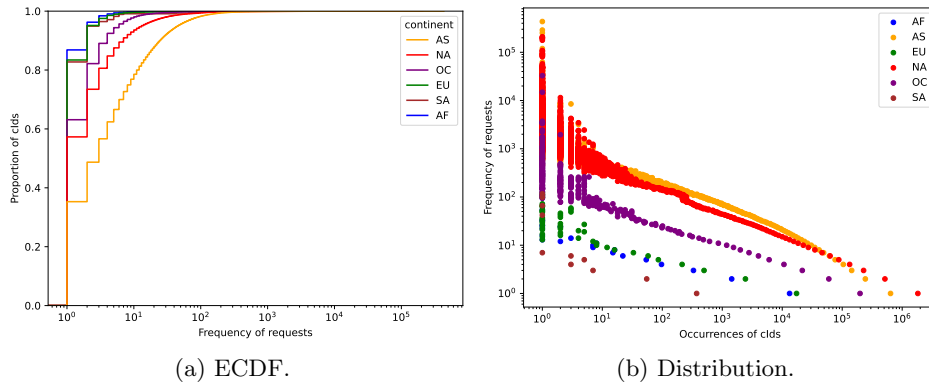 1.0
0.8
0.6
0.4
0.2
0.0
Proportion of cIds
10^0
10^1
10^2
10^3
10^4
10^5
Frequency of requests
continent
AS
NA
OC
EU
SA
AF
(a) ECDF.
10^5
10^4
10^3
10^2
10^1
10^0
Frequency of requests
10^0
10^1
10^2
10^3
10^4
10^5
10^6
Occurrences of cIds
AF
AS
EU
NA
OC
SA
(b) Distribution.